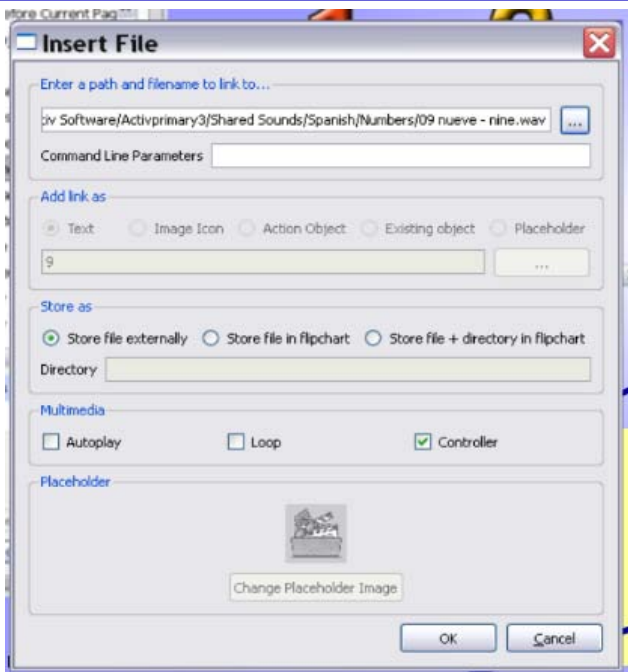 fore Current Pag
Insert File
Enter a path and filename to link to...
iv Software/Activprimary3/Shared Sounds/Spanish/Numbers/09 nueve - nine.wav ...
Command Line Parameters
Add link as
Text Image Icon Action Object Existing object Placeholder
9 ...
Store as
Store file externally Store file in flipchart Store file + directory in flipchart
Directory
Multimedia
Autoplay Loop Controller
Placeholder
Change Placeholder Image
OK Cancel